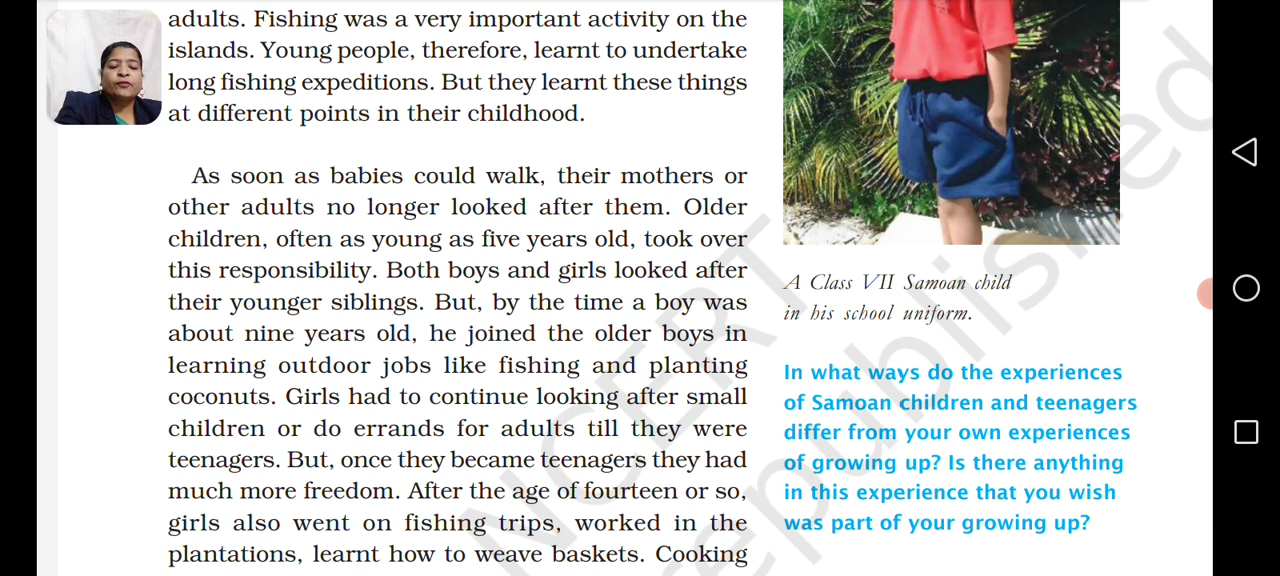 adults. Fishing was a very important activity on the
islands. Young people, therefore, learnt to undertake
long fishing expeditions. But they learnt these things
at different points in their childhood.
As soon as babies could walk, their mothers or
other adults no longer looked after them. Older
children, often as young as five years old, took over
this responsibility. Both boys and girls looked after
their younger siblings. But, by the time a boy was
about nine years old, he joined the older boys in
learning outdoor jobs like fishing and planting
coconuts. Girls had to continue looking after small
children or do errands for adults till they were
teenagers. But, once they became teenagers they had
much more freedom. After the age of fourteen or so,
girls also went on fishing trips, worked in the
plantations, learnt how to weave baskets. Cooking
A Class VII Samoan child
in his school uniform.
In what ways do the experiences
of Samoan children and teenagers
differ from your own experiences
of growing up? Is there anything
in this experience that you wish
was part of your growing up?
NCERT
republished